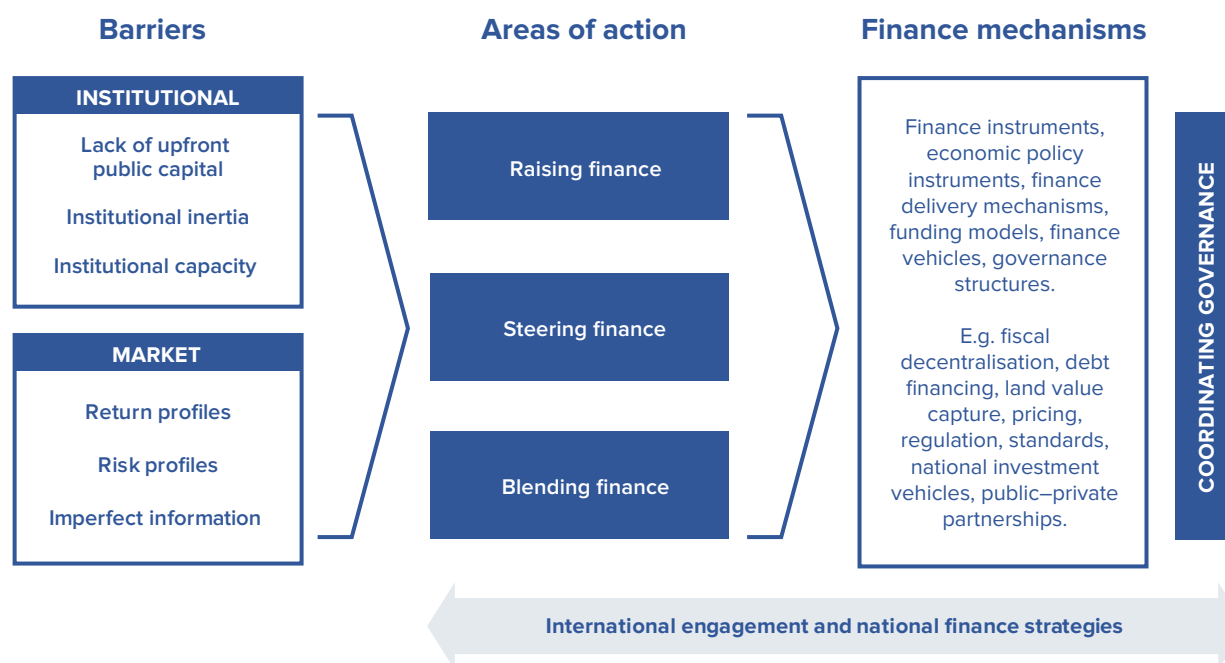 Barriers
INSTITUTIONAL
Lack of upfront
public capital
Institutional inertia
Institutional capacity
MARKET
Return profiles
Risk profiles
Imperfect information
Areas of action
Raising finance
Steering finance
Blending finance
Finance mechanisms
Finance instruments,
economic policy
instruments, finance
delivery mechanisms,
funding models, finance
vehicles, governance
structures.
E.g. fiscal
decentralisation, debt
financing, land value
capture, pricing,
regulation, standards,
national investment
vehicles, public–private
partnerships.
COORDINATING GOVERNANCE
International engagement and national finance strategies